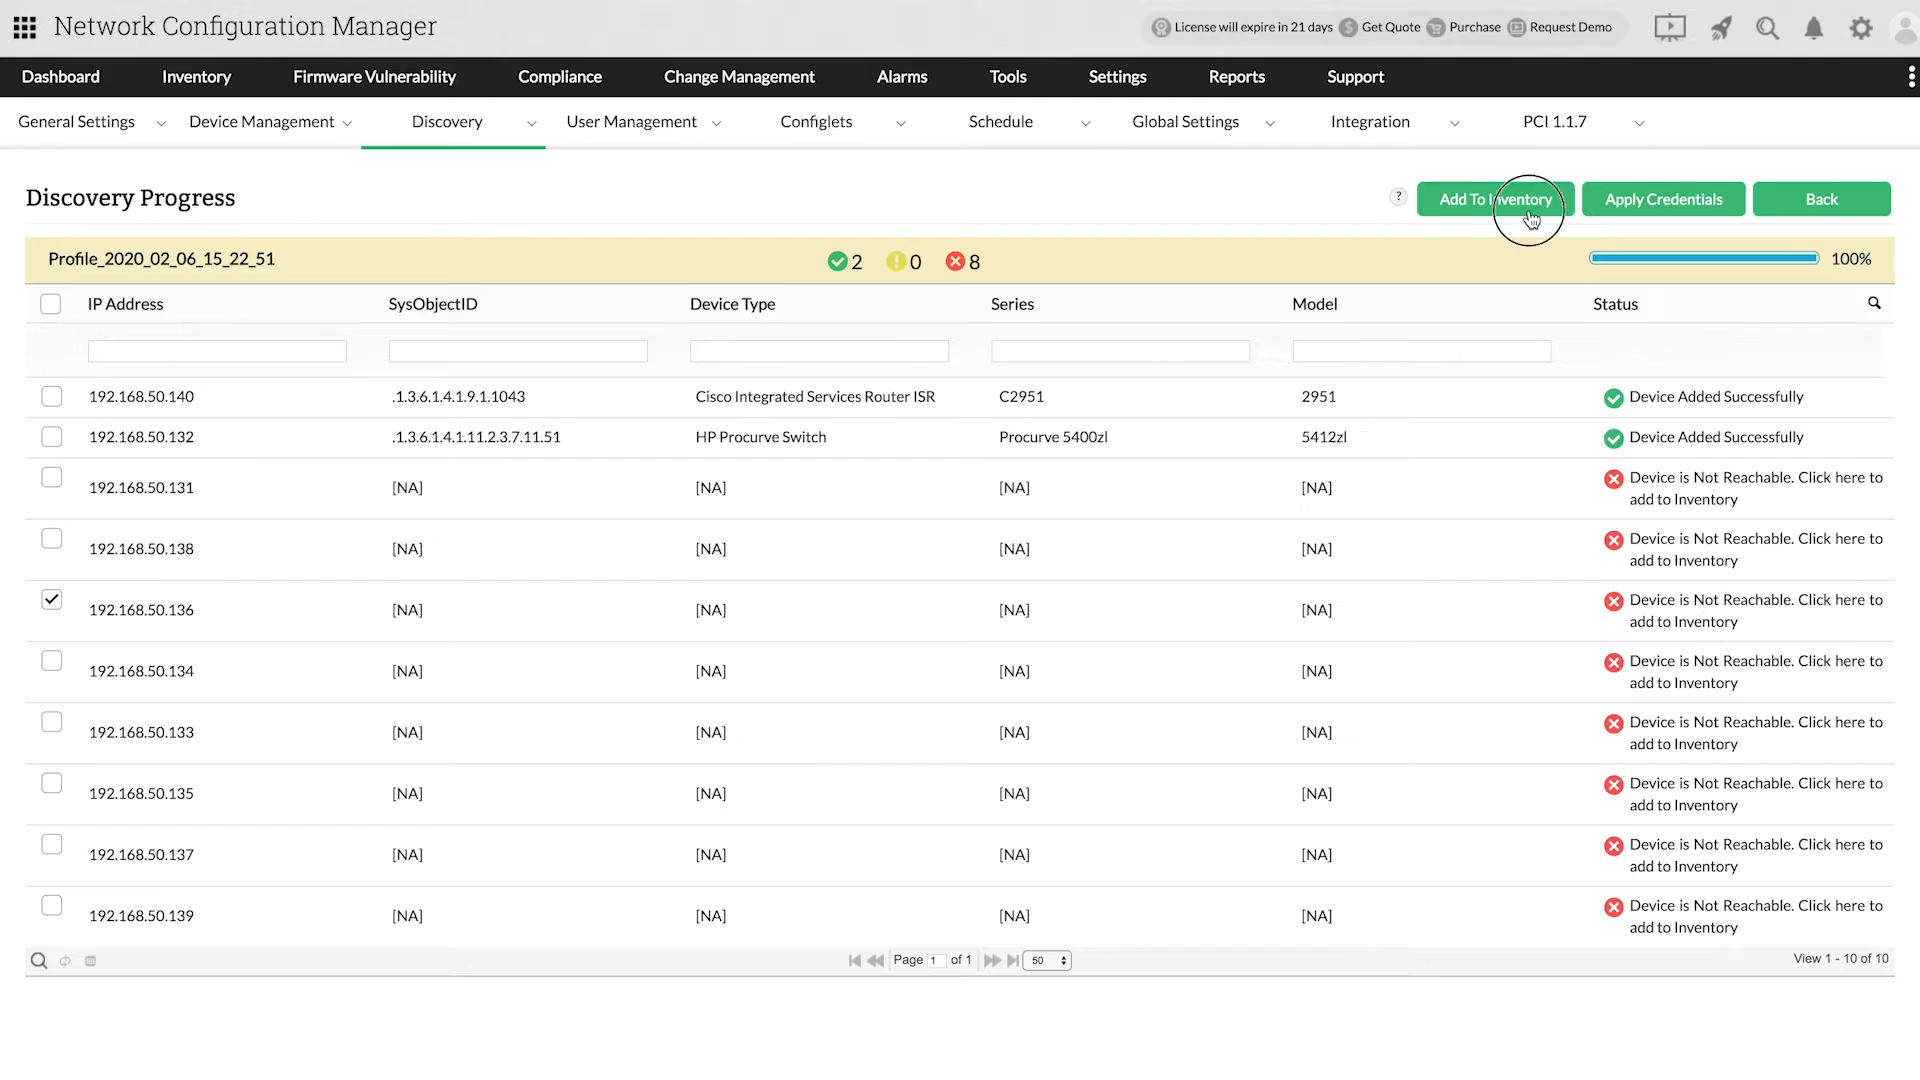 Network Configuration Manager
License will expire in 21 days Get Quote Purchase Request Demo
Dashboard Inventory Firmware Vulnerability Compliance Change Management Alarms Tools Settings Reports Support
General Settings Device Management Discovery User Management Configlets Schedule Global Settings Integration PCI 1.1.7
Discovery Progress
? Add To Inventory Apply Credentials Back
Profile_2020_02_06_15_22_51 2 0 8 100%
IP Address SysObjectID Device Type Series Model Status
192.168.50.140 .1.3.6.1.4.1.9.1.1043 Cisco Integrated Services Router ISR C2951 2951 Device Added Successfully
192.168.50.132 .1.3.6.1.4.1.11.2.3.7.11.51 HP Procurve Switch Procurve 5400zl 5412zl Device Added Successfully
192.168.50.131 [NA] [NA] [NA] [NA] Device is Not Reachable. Click here to
add to Inventory
192.168.50.138 [NA] [NA] [NA] [NA] Device is Not Reachable. Click here to
add to Inventory
192.168.50.136 [NA] [NA] [NA] [NA] Device is Not Reachable. Click here to
add to Inventory
192.168.50.134 [NA] [NA] [NA] [NA] Device is Not Reachable. Click here to
add to Inventory
192.168.50.133 [NA] [NA] [NA] [NA] Device is Not Reachable. Click here to
add to Inventory
192.168.50.135 [NA] [NA] [NA] [NA] Device is Not Reachable. Click here to
add to Inventory
192.168.50.137 [NA] [NA] [NA] [NA] Device is Not Reachable. Click here to
add to Inventory
192.168.50.139 [NA] [NA] [NA] [NA] Device is Not Reachable. Click here to
add to Inventory
Page 1 of 1 50 View 1 - 10 of 10